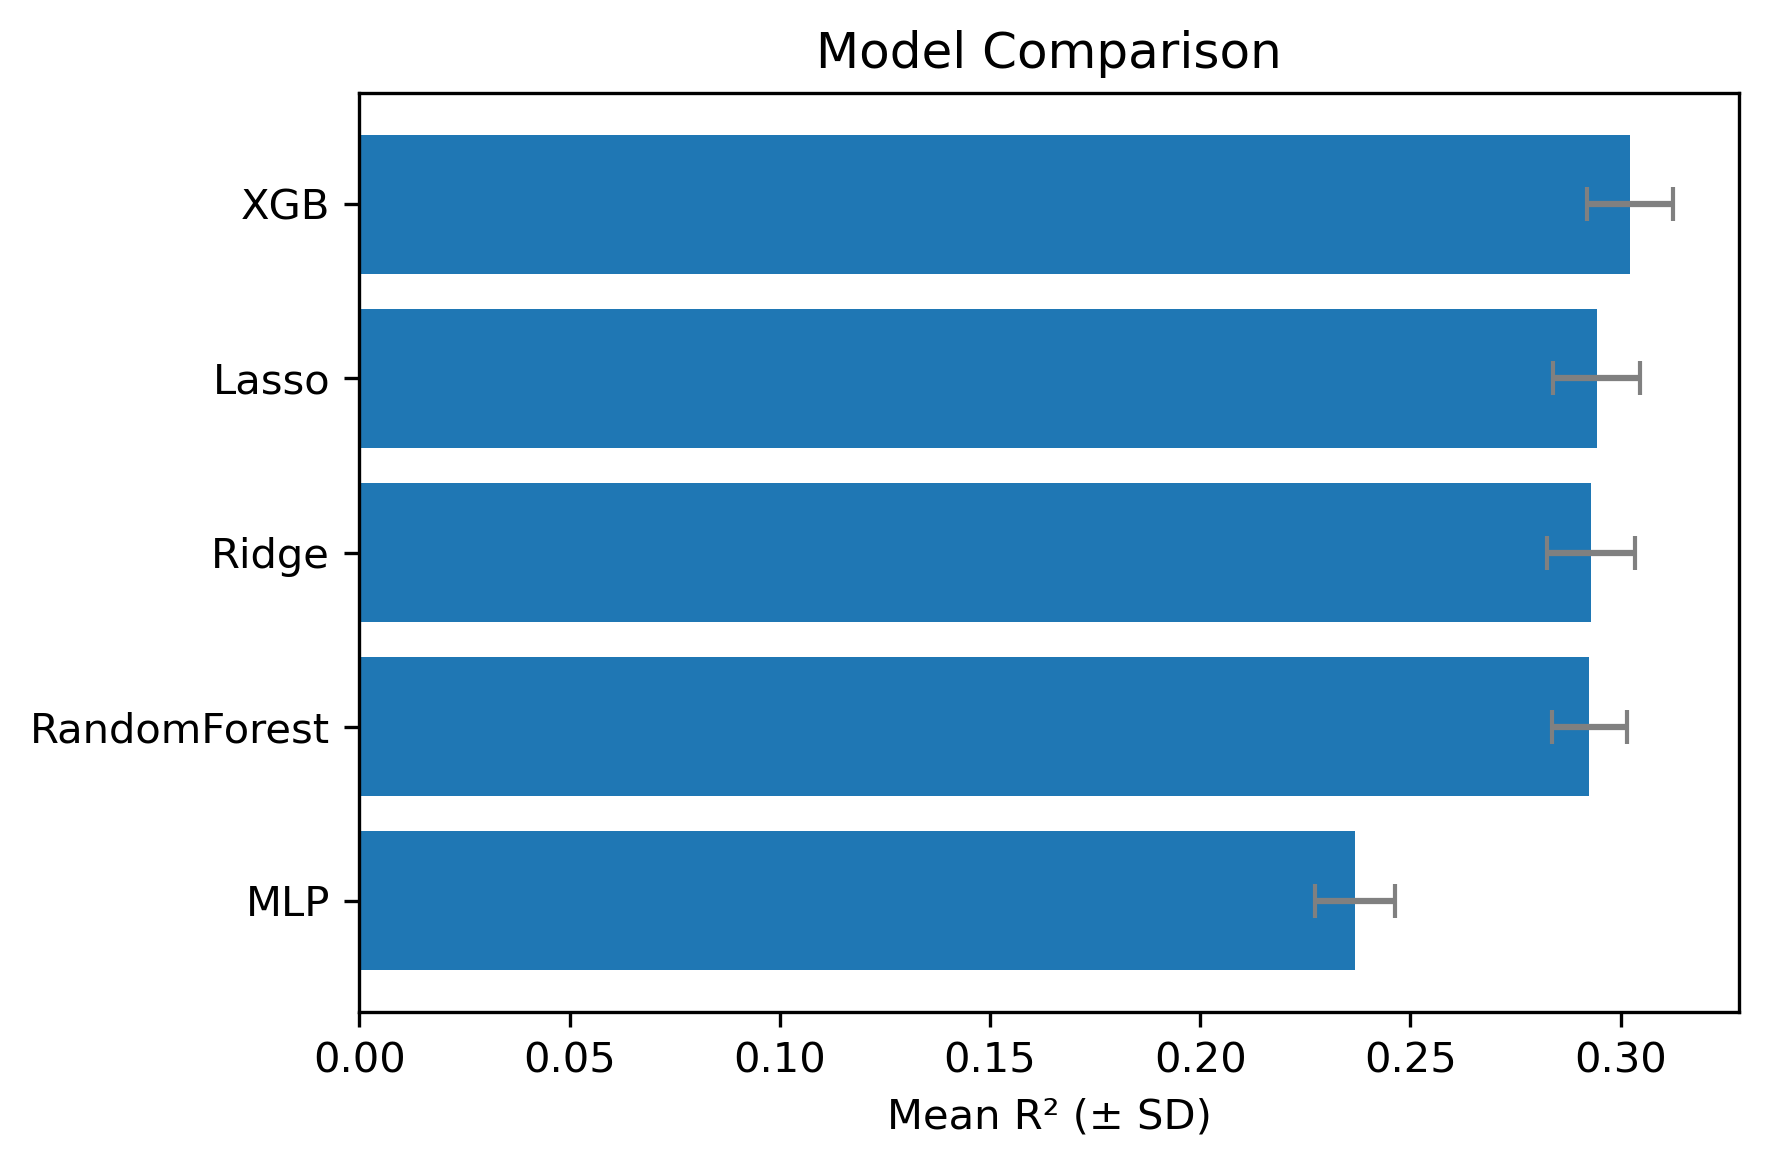 Model Comparison
XGB
Lasso
Ridge
RandomForest
MLP
0.00 0.05 0.10 0.15 0.20 0.25 0.30
Mean R² (± SD)